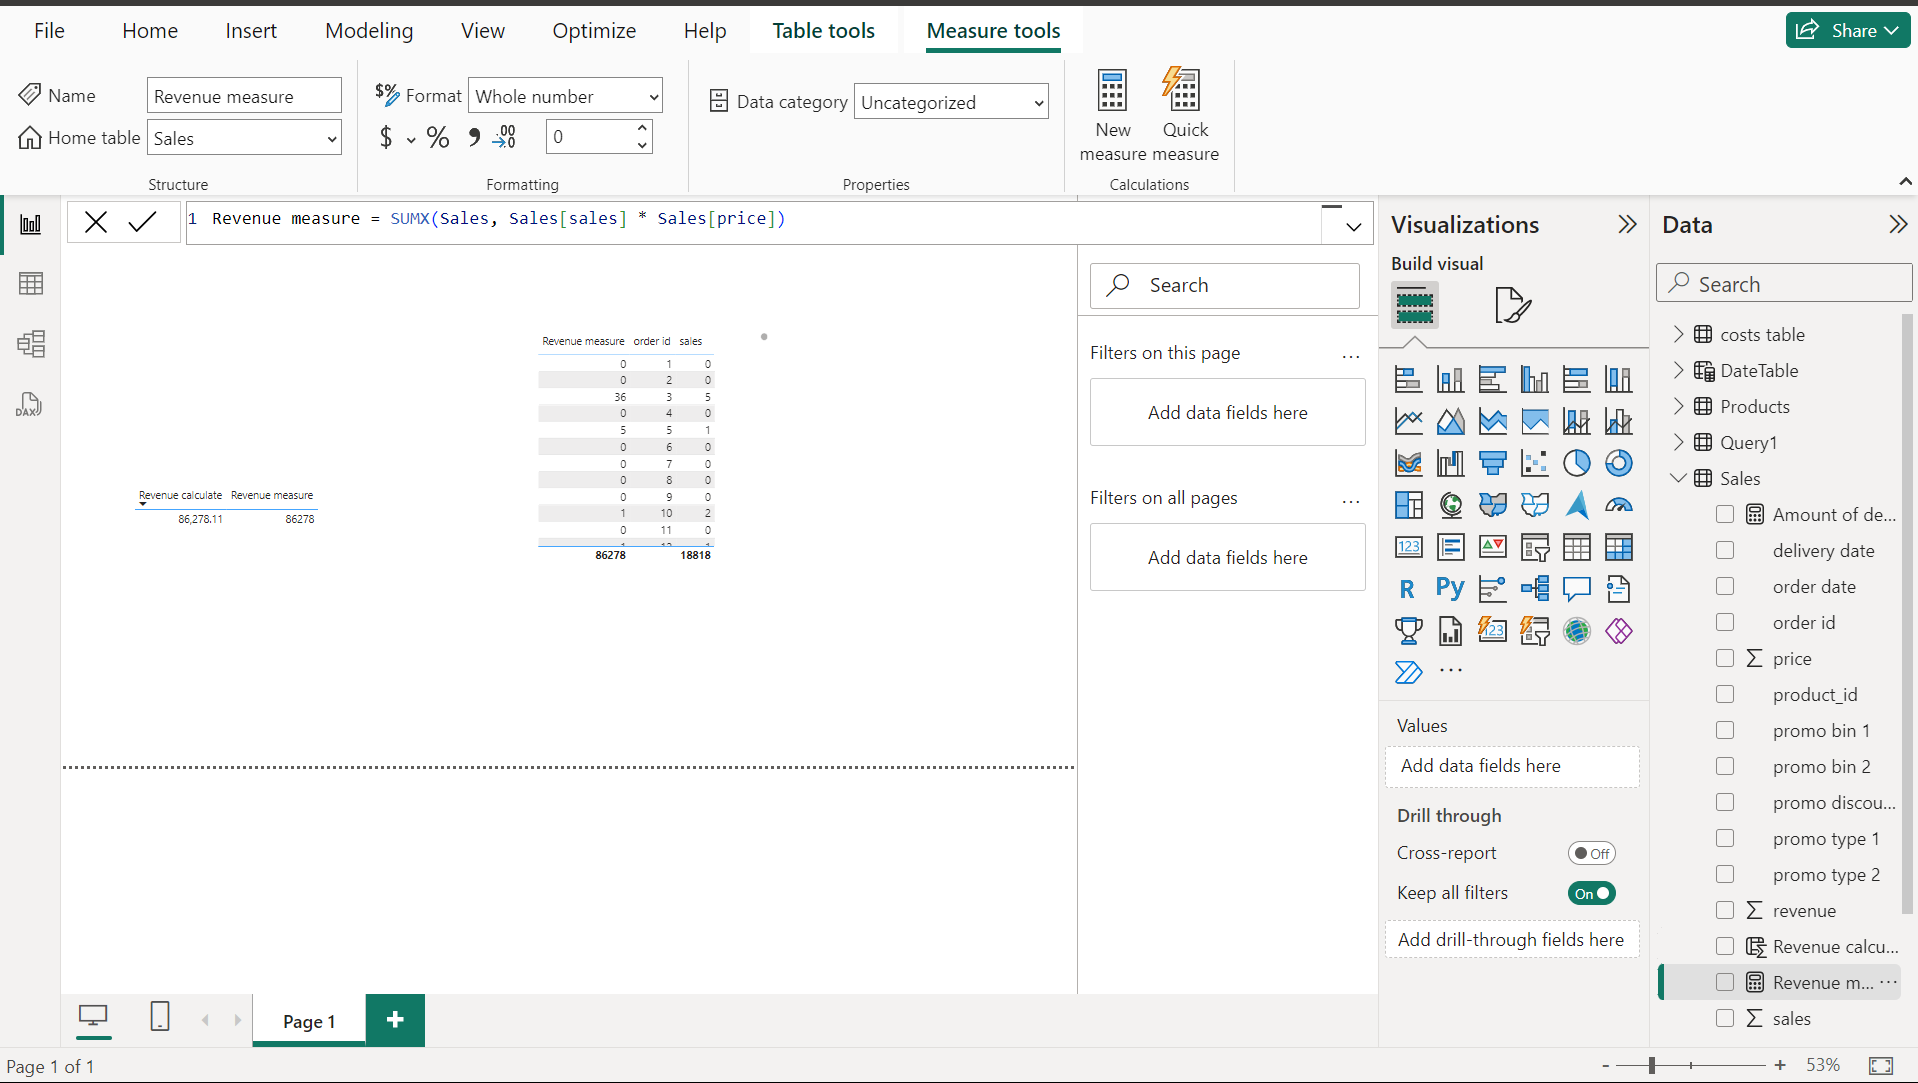 File Home Insert Modeling View Optimize Help Table tools Measure tools Share
Name Revenue measure
Home table Sales
Structure
$% Format Whole number
$ % , .00 0
Formatting
Data category Uncategorized
Properties
New measure
Quick measure
Calculations
1 Revenue measure = SUMX(Sales, Sales[sales] * Sales[price])
Revenue calculate Revenue measure
86,278.11 86278
Revenue measure order id sales
0 1 0
0 2 0
36 3 5
0 4 0
5 5 1
0 6 0
0 7 0
0 8 0
0 9 0
1 10 2
0 11 0
86278 18818
Search
Filters on this page ...
Add data fields here
Filters on all pages ...
Add data fields here
Visualizations
Build visual
123
R Py
123
...
Values
Add data fields here
Drill through
Cross-report Off
Keep all filters On
Add drill-through fields here
Data
Search
costs table
DateTable
Products
Query1
Sales
Amount of de...
delivery date
order date
order id
Σ price
product_id
promo bin 1
promo bin 2
promo discou...
promo type 1
promo type 2
Σ revenue
Revenue calcu...
Revenue m... ...
Σ sales
DAX
Page 1 +
Page 1 of 1
- + 53%